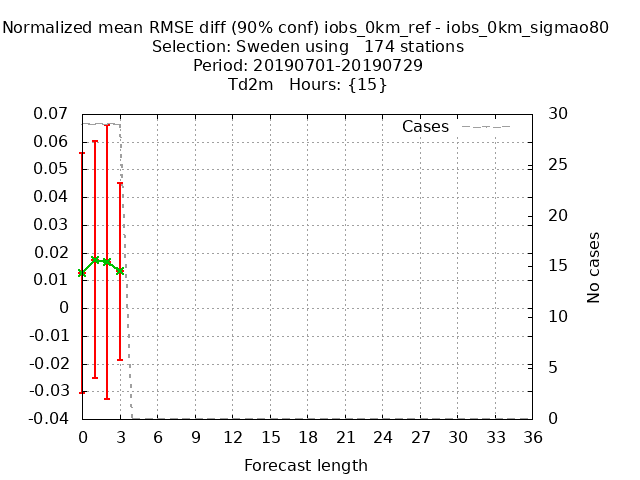 Normalized mean RMSE diff (90% conf) iobs_0km_ref - iobs_0km_sigmao80
Selection: Sweden using   174 stations
Period: 20190701-20190729
Td2m   Hours: {15}
Cases
0.07
0.06
0.05
0.04
0.03
0.02
0.01
0
-0.01
-0.02
-0.03
-0.04
30
25
20
15
10
5
0
No cases
0 3 6 9 12 15 18 21 24 27 30 33 36
Forecast length